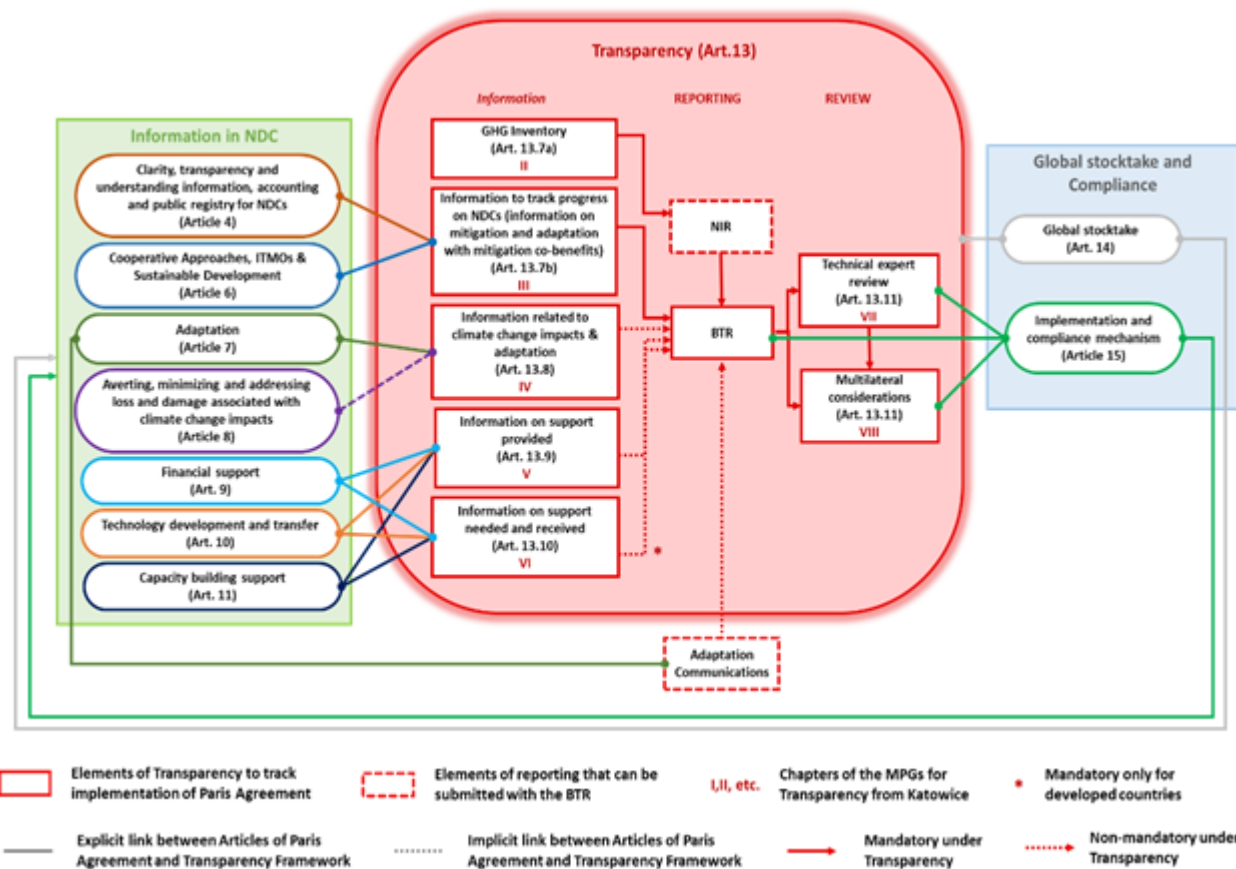 Transparency (Art.13)
Information
REPORTING
REVIEW
Information in NDC
Clarity, transparency and
understanding information, accounting
and public registry for NDCs
(Article 4)
Cooperative Approaches, ITMOs &
Sustainable Development
(Article 6)
Adaptation
(Article 7)
Averting, minimizing and addressing
loss and damage associated with
climate change impacts
(Article 8)
Financial support
(Art. 9)
Technology development and transfer
(Art. 10)
Capacity building support
(Art. 11)
GHG Inventory
(Art. 13.7a)
II
Information to track progress
on NDCs (information on
mitigation and adaptation
with mitigation co-benefits)
(Art. 13.7b)
III
Information related to
climate change impacts &
adaptation
(Art. 13.8)
IV
Information on support
provided
(Art. 13.9)
V
Information on support
needed and received
(Art. 13.10)
VI
*
NIR
BTR
Adaptation
Communications
Technical expert
review
(Art. 13.11)
VII
Multilateral
considerations
(Art. 13.11)
VIII
Global stocktake and
Compliance
Global stocktake
(Art. 14)
Implementation and
compliance mechanism
(Article 15)
Elements of Transparency to track
implementation of Paris Agreement
Elements of reporting that can be
submitted with the BTR
I,II, etc.
Chapters of the MPGs for
Transparency from Katowice
*
Mandatory only for
developed countries
Explicit link between Articles of Paris
Agreement and Transparency Framework
Implicit link between Articles of Paris
Agreement and Transparency Framework
Mandatory under
Transparency
Non-mandatory under
Transparency